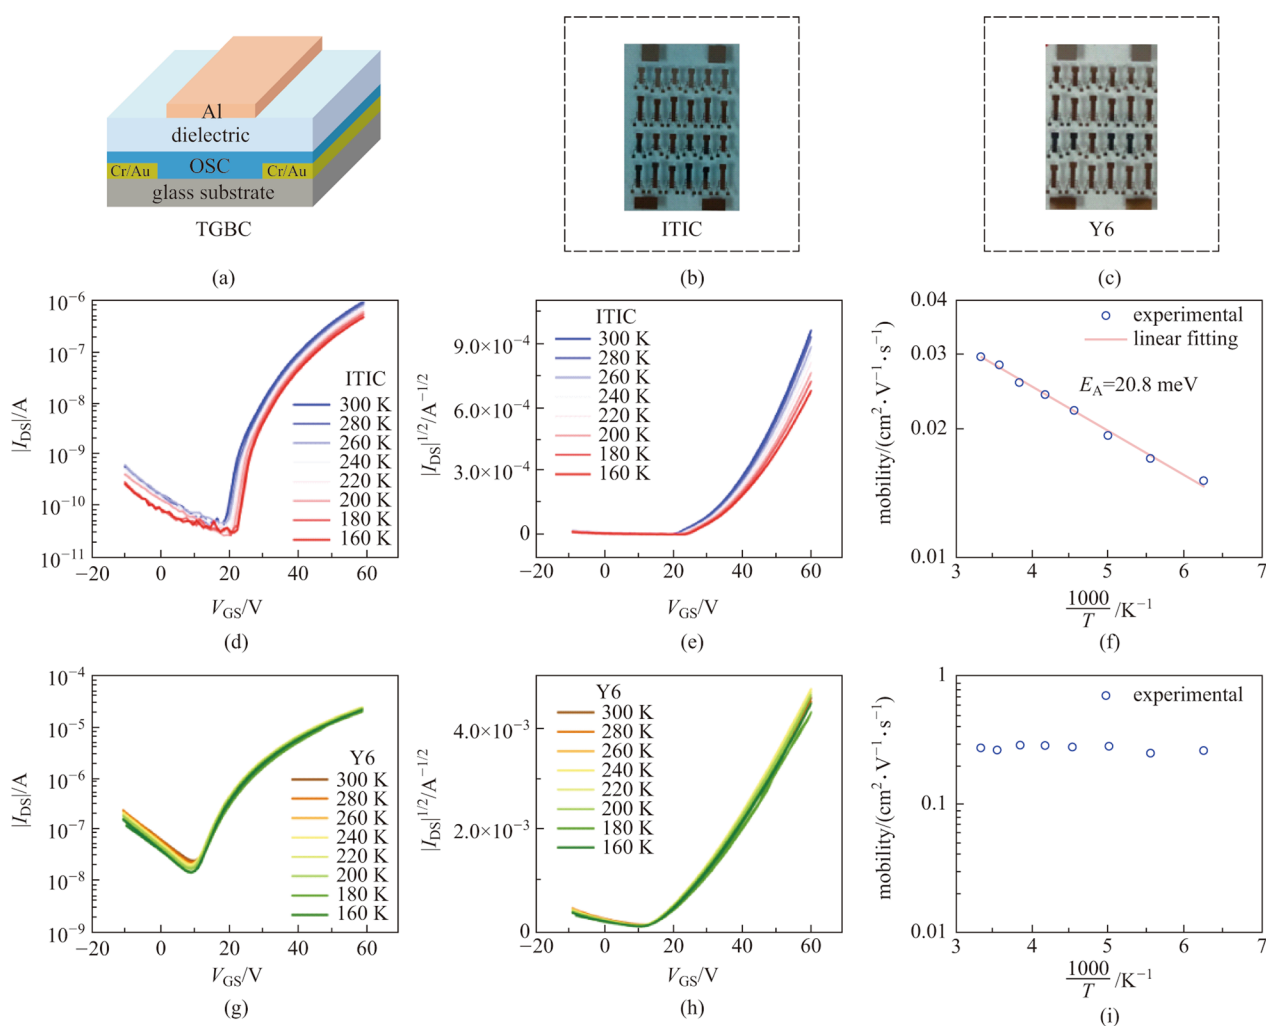 Al
dielectric
Cr/Au OSC Cr/Au
glass substrate
TGBC
(a)
ITIC
(b)
Y6
(c)
|I_DS|/A
10⁻⁶
10⁻⁷
10⁻⁸
10⁻⁹
10⁻¹⁰
10⁻¹¹
ITIC
300 K
280 K
260 K
240 K
220 K
200 K
180 K
160 K
−20 0 20 40 60
V_GS/V
(d)
|I_DS|^1/2/A^−1/2
9.0×10⁻⁴
6.0×10⁻⁴
3.0×10⁻⁴
0
ITIC
300 K
280 K
260 K
240 K
220 K
200 K
180 K
160 K
−20 0 20 40 60
V_GS/V
(e)
mobility/(cm²·V⁻¹·s⁻¹)
0.04
0.03
0.02
0.01
experimental
linear fitting
E_A=20.8 meV
3 4 5 6 7
1000/T /K⁻¹
(f)
|I_DS|/A
10⁻⁴
10⁻⁵
10⁻⁶
10⁻⁷
10⁻⁸
10⁻⁹
Y6
300 K
280 K
260 K
240 K
220 K
200 K
180 K
160 K
−20 0 20 40 60
V_GS/V
(g)
|I_DS|^1/2/A^−1/2
4.0×10⁻³
2.0×10⁻³
0
Y6
300 K
280 K
260 K
240 K
220 K
200 K
180 K
160 K
−20 0 20 40 60
V_GS/V
(h)
mobility/(cm²·V⁻¹·s⁻¹)
1
0.1
0.01
experimental
3 4 5 6 7
1000/T /K⁻¹
(i)